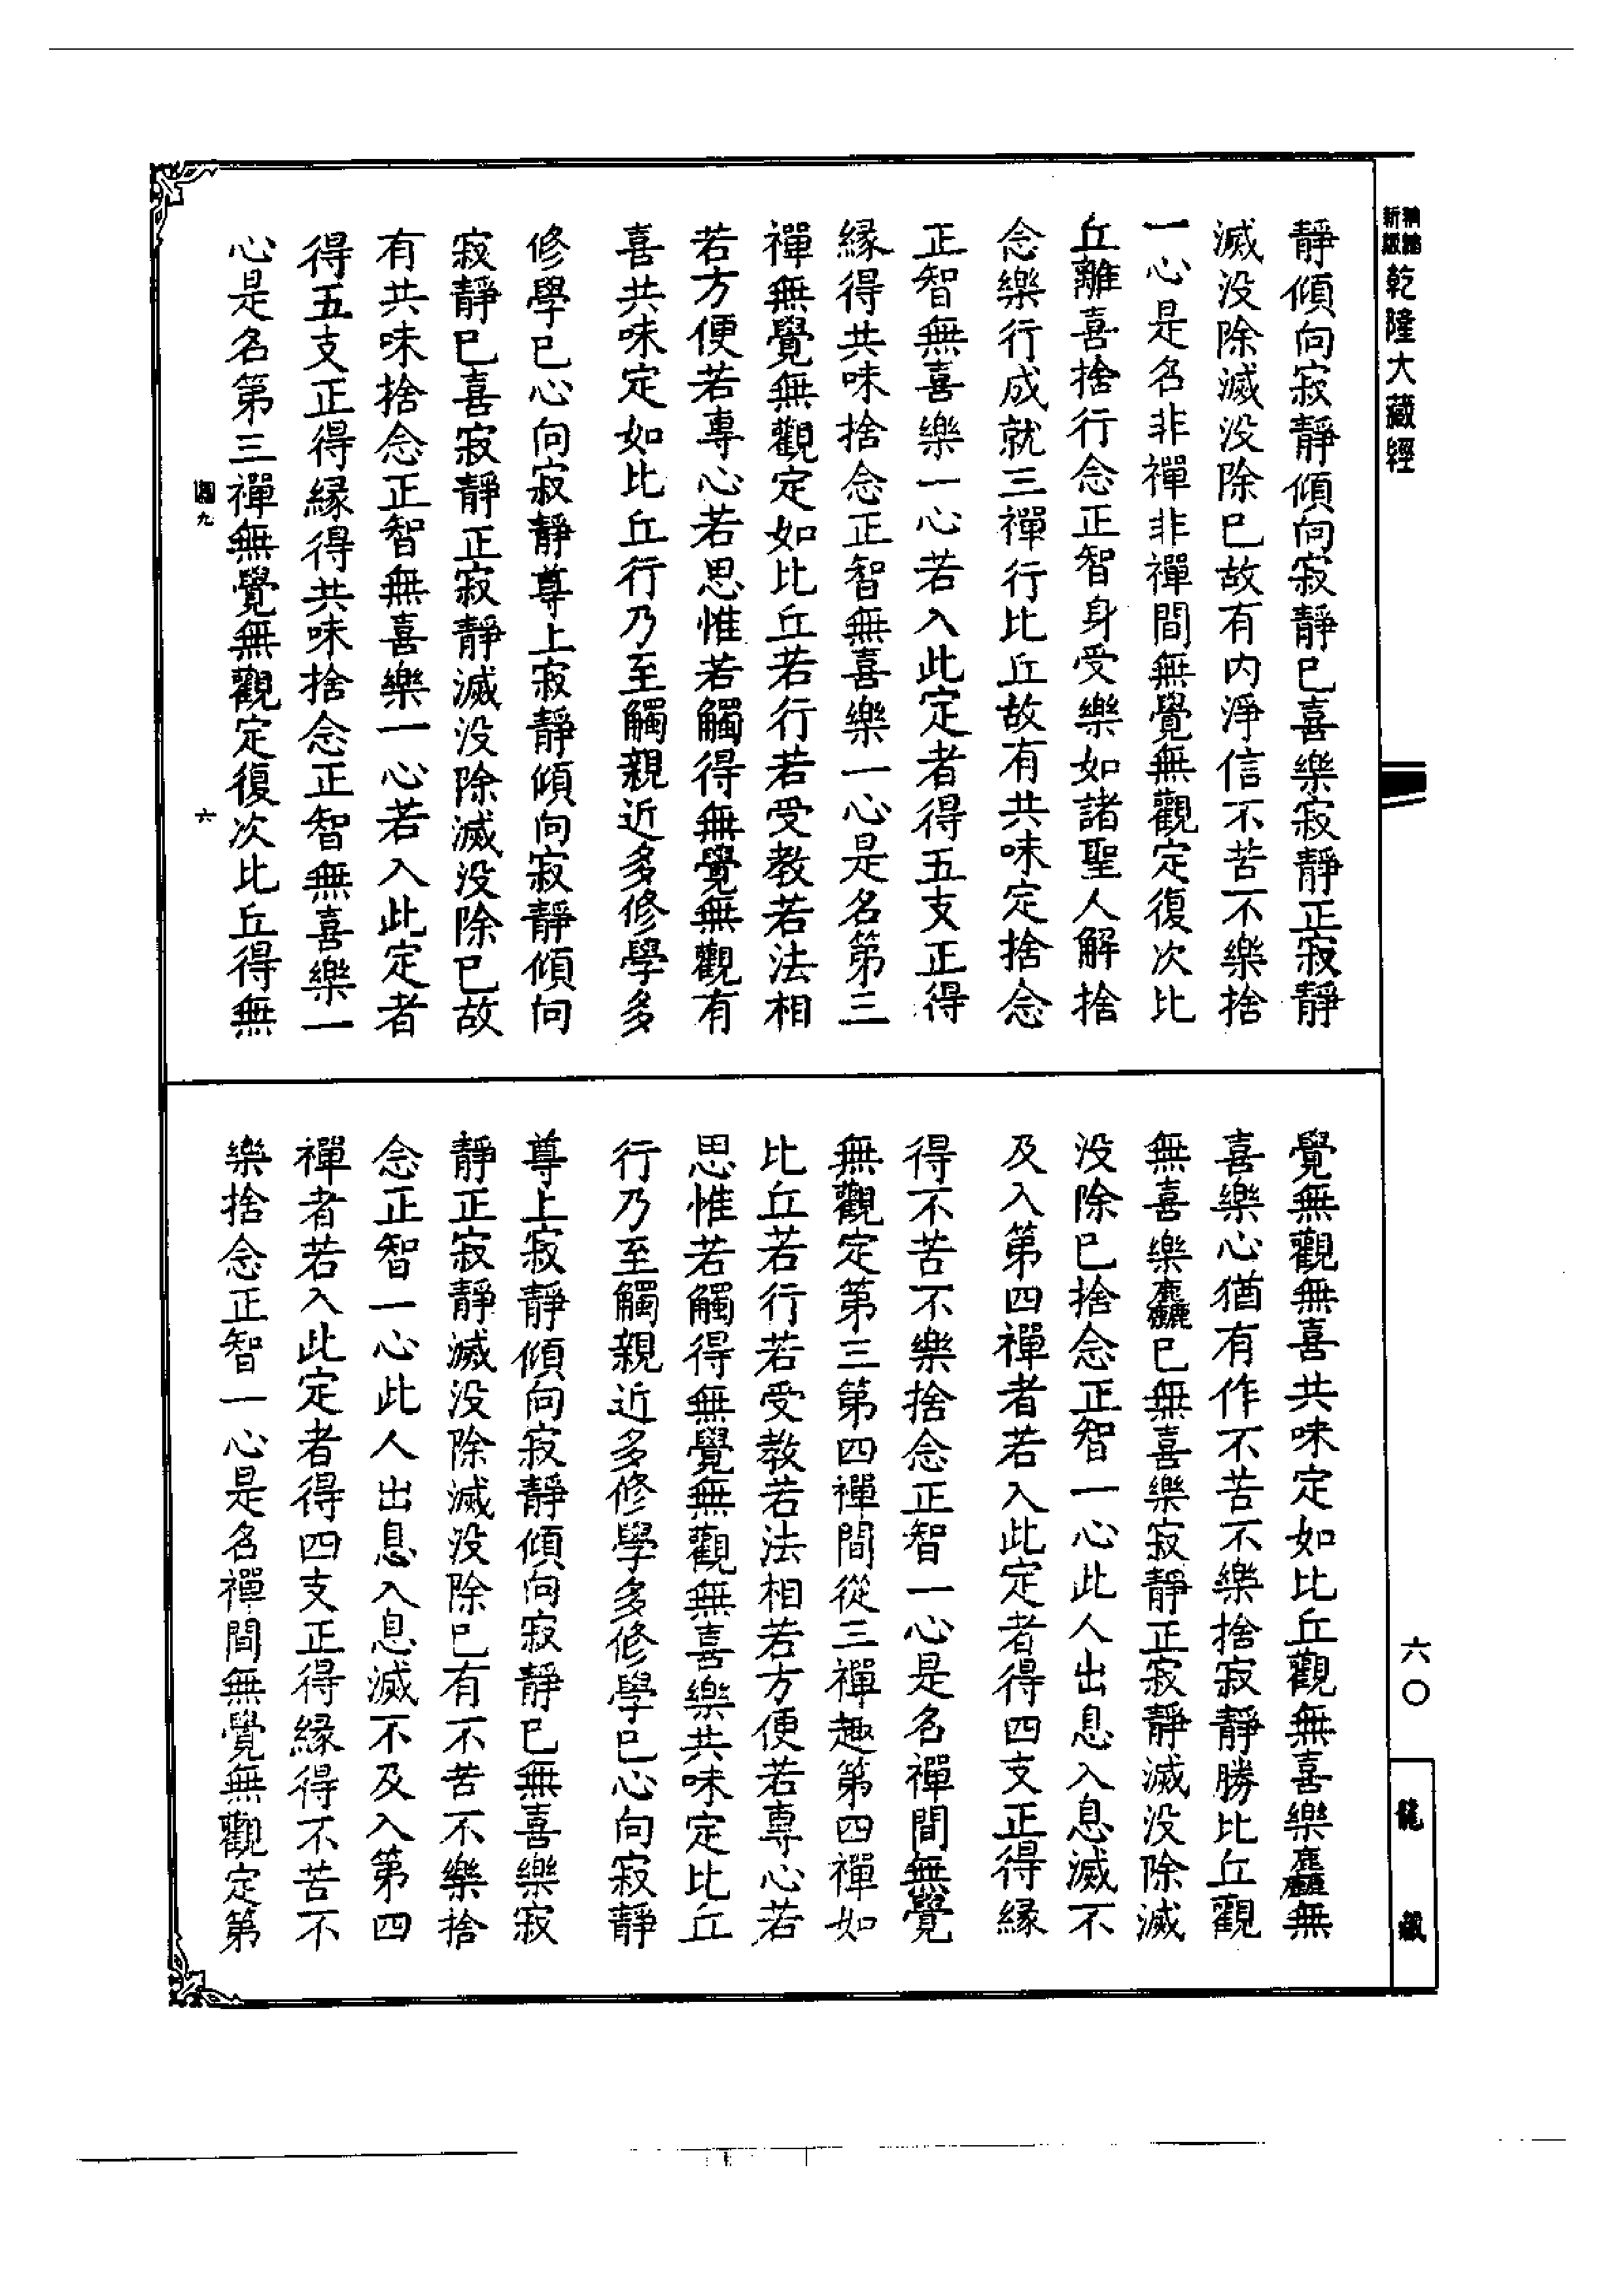 乾隆大藏經
靜傾向寂靜傾向寂靜已喜樂寂靜正寂靜
滅没除滅没除已故有内淨信不苦不樂捨
一心是名非禪非禪間無覺無觀定復次比
丘離喜捨行念正智身受樂如諸聖人解捨
念樂行成就三禪行比丘故有共味定捨念
正智無喜樂一心若入此定者得五支正得
緣得共味捨念正智無喜樂一心是名第三
禪無覺無觀定如比丘若行若受教若法相
若方便若專心若思惟若觸得無覺無觀有
喜共味定如比丘行乃至觸親近多修學多
修學已心向寂靜尊上寂靜傾向寂靜傾向
寂靜已喜寂靜正寂靜滅没除滅没除已故
有共味捨念正智無喜樂一心若入此定者
得五支正得緣得共味捨念正智無喜樂一
心是名第三禪無覺無觀定復次比丘得無
九
六
覺無觀無喜共味定如比丘觀無喜樂麤無
喜樂心猶有作不苦不樂捨寂靜勝比丘觀
無喜樂麤已無喜樂寂靜正寂靜滅没除滅
没除已捨念正智一心此人出息入息滅不
及入第四禪者若入此定者得四支正得緣
得不苦不樂捨念正智一心是名禪間無覺
無觀定第三第四禪間從三禪趣第四禪如
比丘若行若受教若法相若方便若專心若
思惟若觸得無覺無觀無喜樂共味定比丘
行乃至觸親近多修學多修學已心向寂靜
尊上寂靜傾向寂靜傾向寂靜已無喜樂寂
靜正寂靜滅没除滅没除已有不苦不樂捨
念正智一心此人出息入息滅不及入第四
禪者若入此定者得四支正得緣得不苦不
樂捨念正智一心是名禪間無覺無觀定第
六〇
龍藏